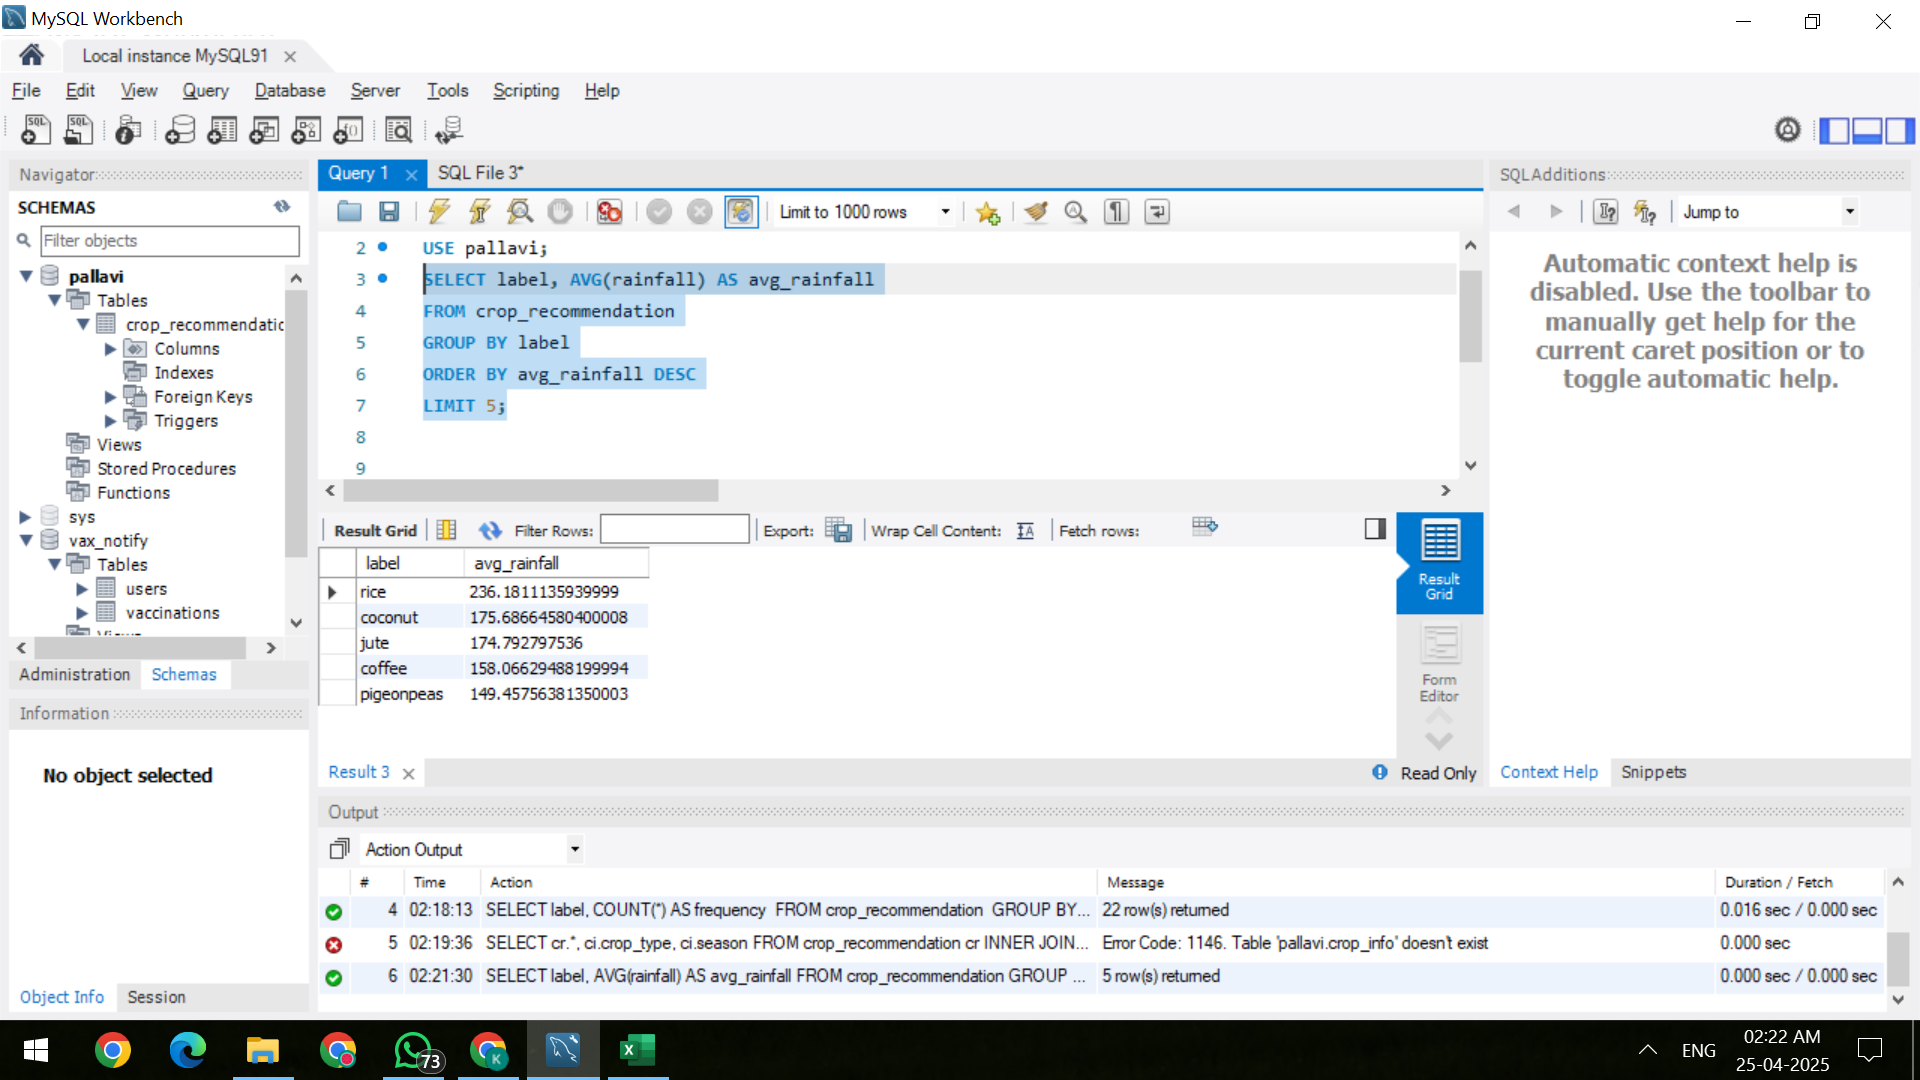 MySQL Workbench
Local instance MySQL91
File Edit View Query Database Server Tools Scripting Help
Navigator
SCHEMAS
Filter objects
pallavi
Tables
crop_recommendatic
Columns
Indexes
Foreign Keys
Triggers
Views
Stored Procedures
Functions
sys
vax_notify
Tables
users
vaccinations
Administration Schemas
Information
No object selected
Object Info Session
Query 1 SQL File 3*
Limit to 1000 rows
2 USE pallavi;
3 SELECT label, AVG(rainfall) AS avg_rainfall
4 FROM crop_recommendation
5 GROUP BY label
6 ORDER BY avg_rainfall DESC
7 LIMIT 5;
8
9
Result Grid Filter Rows: Export: Wrap Cell Content: Fetch rows:
label avg_rainfall
rice 236.1811135939999
coconut 175.68664580400008
jute 174.792797536
coffee 158.06629488199994
pigeonpeas 149.45756381350003
Result
Grid
Form
Editor
Result 3 Read Only
SQLAdditions
Jump to
Automatic context help is
disabled. Use the toolbar to
manually get help for the
current caret position or to
toggle automatic help.
Context Help Snippets
Output
Action Output
# Time Action Message Duration / Fetch
4 02:18:13 SELECT label, COUNT(*) AS frequency FROM crop_recommendation GROUP BY... 22 row(s) returned 0.016 sec / 0.000 sec
5 02:19:36 SELECT cr.*, ci.crop_type, ci.season FROM crop_recommendation cr INNER JOIN... Error Code: 1146. Table 'pallavi.crop_info' doesn't exist 0.000 sec
6 02:21:30 SELECT label, AVG(rainfall) AS avg_rainfall FROM crop_recommendation GROUP ... 5 row(s) returned 0.000 sec / 0.000 sec
73
K
ENG
02:22 AM
25-04-2025